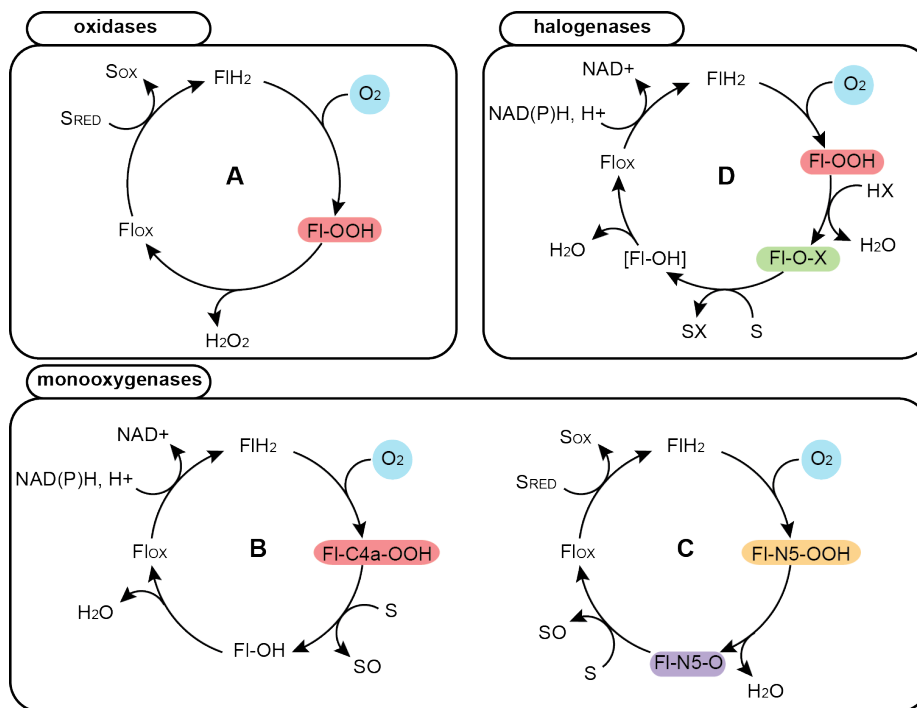 oxidases
SOX
FlH2
O2
SRED
A
Flox
Fl-OOH
H2O2
halogenases
NAD+
FlH2
O2
NAD(P)H, H+
Flox
Fl-OOH
D
HX
H2O
[Fl-OH]
Fl-O-X
H2O
SX
S
monooxygenases
NAD+
FlH2
O2
NAD(P)H, H+
Flox
B
Fl-C4a-OOH
H2O
S
Fl-OH
SO
SOX
FlH2
O2
SRED
Flox
C
Fl-N5-OOH
SO
S
Fl-N5-O
H2O